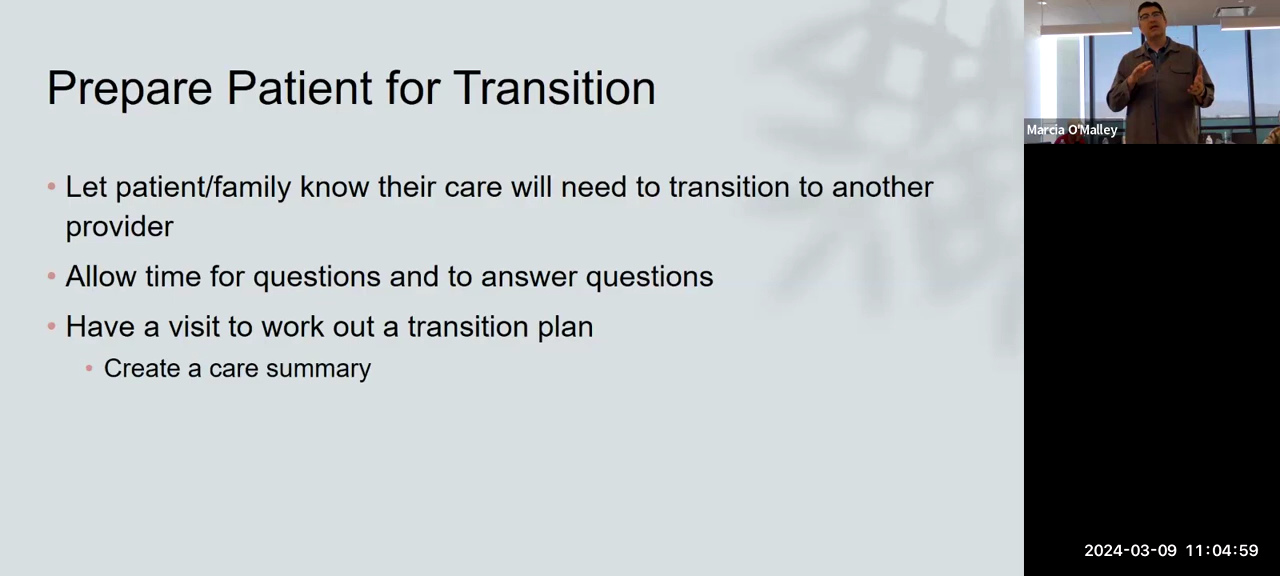 Prepare Patient for Transition
• Let patient/family know their care will need to transition to another
provider
• Allow time for questions and to answer questions
• Have a visit to work out a transition plan
• Create a care summary
Marcia O'Malley
2024-03-09 11:04:59